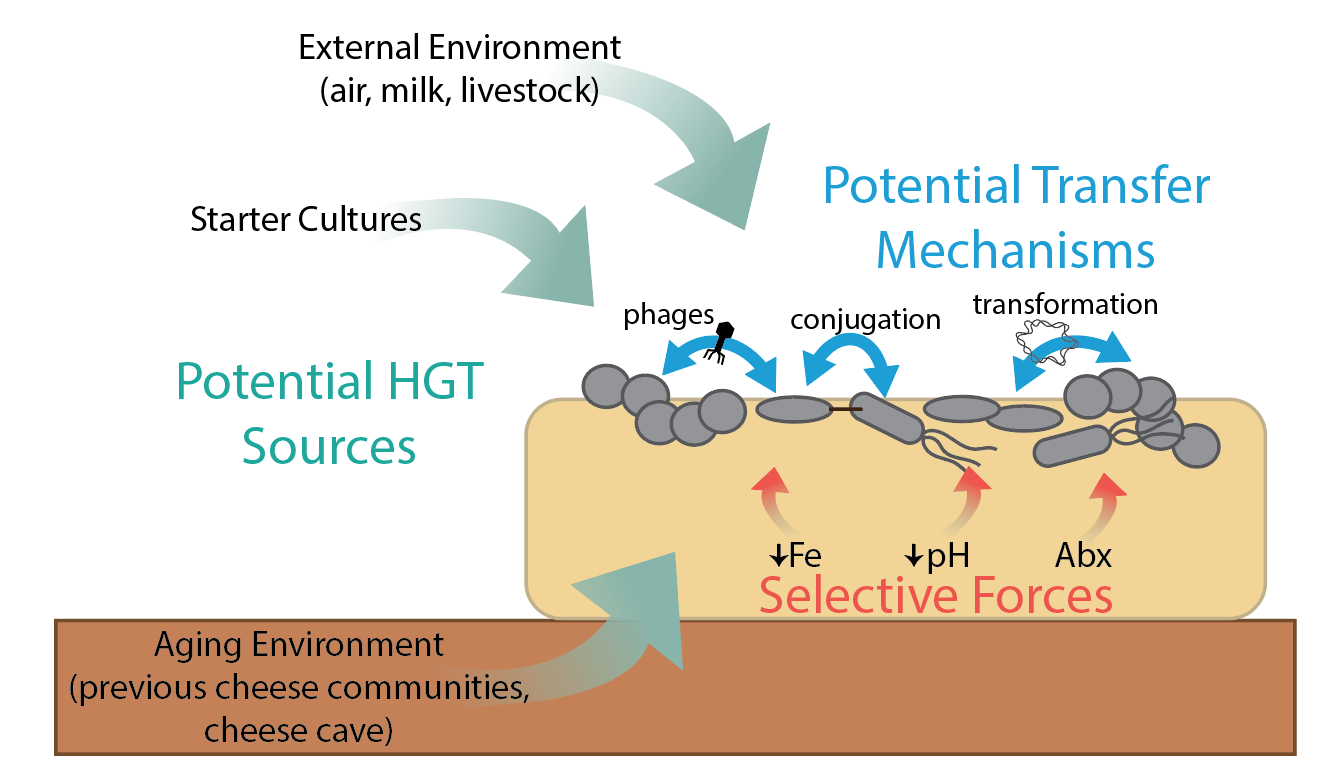 External Environment
(air, milk, livestock)
Starter Cultures
Potential Transfer
Mechanisms
phages
conjugation
transformation
Potential HGT
Sources
↓Fe
↓pH
Abx
Selective Forces
Aging Environment
(previous cheese communities,
cheese cave)